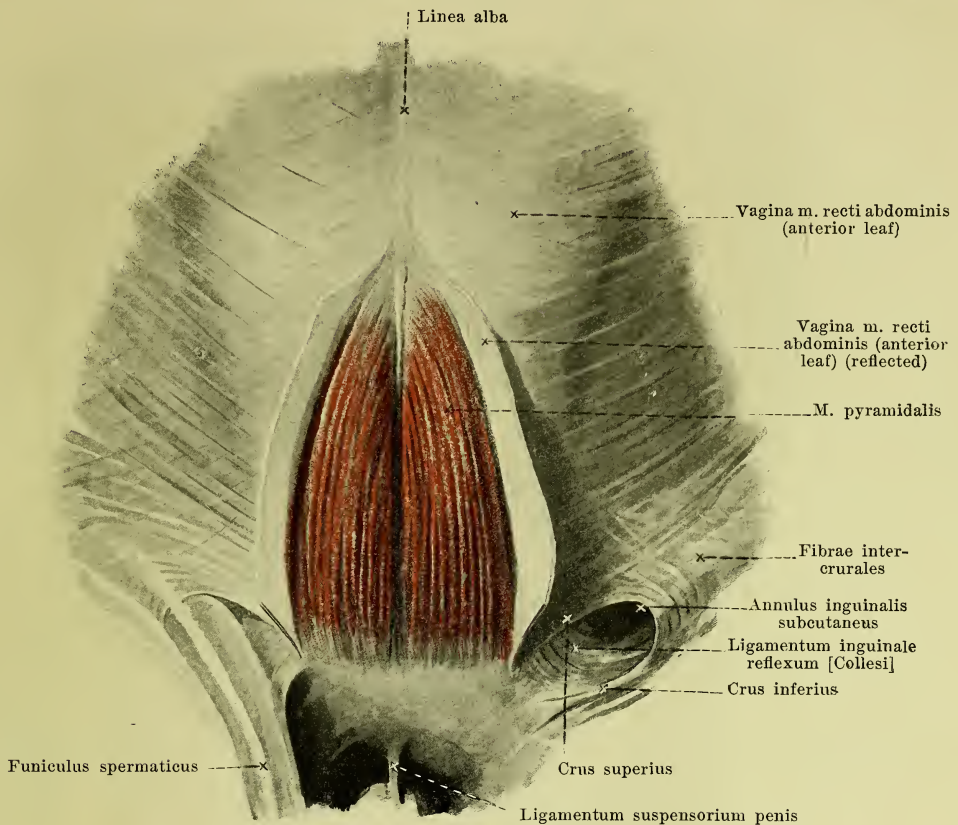 Linea alba
Vagina m. recti abdominis
(anterior leaf)
Vagina m. recti
abdominis (anterior
leaf) (reflected)
M. pyramidalis
Fibrae inter-
crurales
Annulus inguinalis
subcutaneus
Ligamentum inguinale
reflexum [Collesi]
Crus inferius
Funiculus spermaticus
Crus superius
Ligamentum suspensorium penis